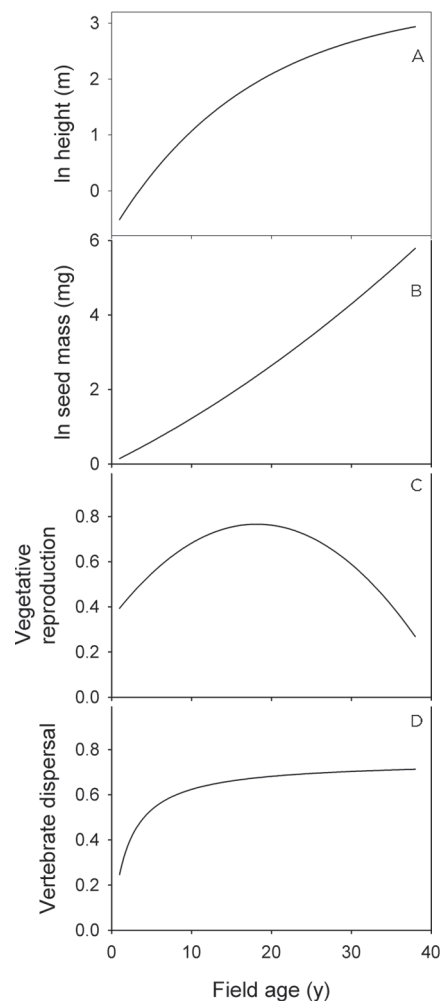 3
2
1
0
ln height (m)
A
6
4
2
0
ln seed mass (mg)
B
0.8
0.6
0.4
0.2
0.0
Vegetative
reproduction
C
0.8
0.6
0.4
0.2
0.0
Vertebrate dispersal
D
0 10 20 30 40
Field age (y)